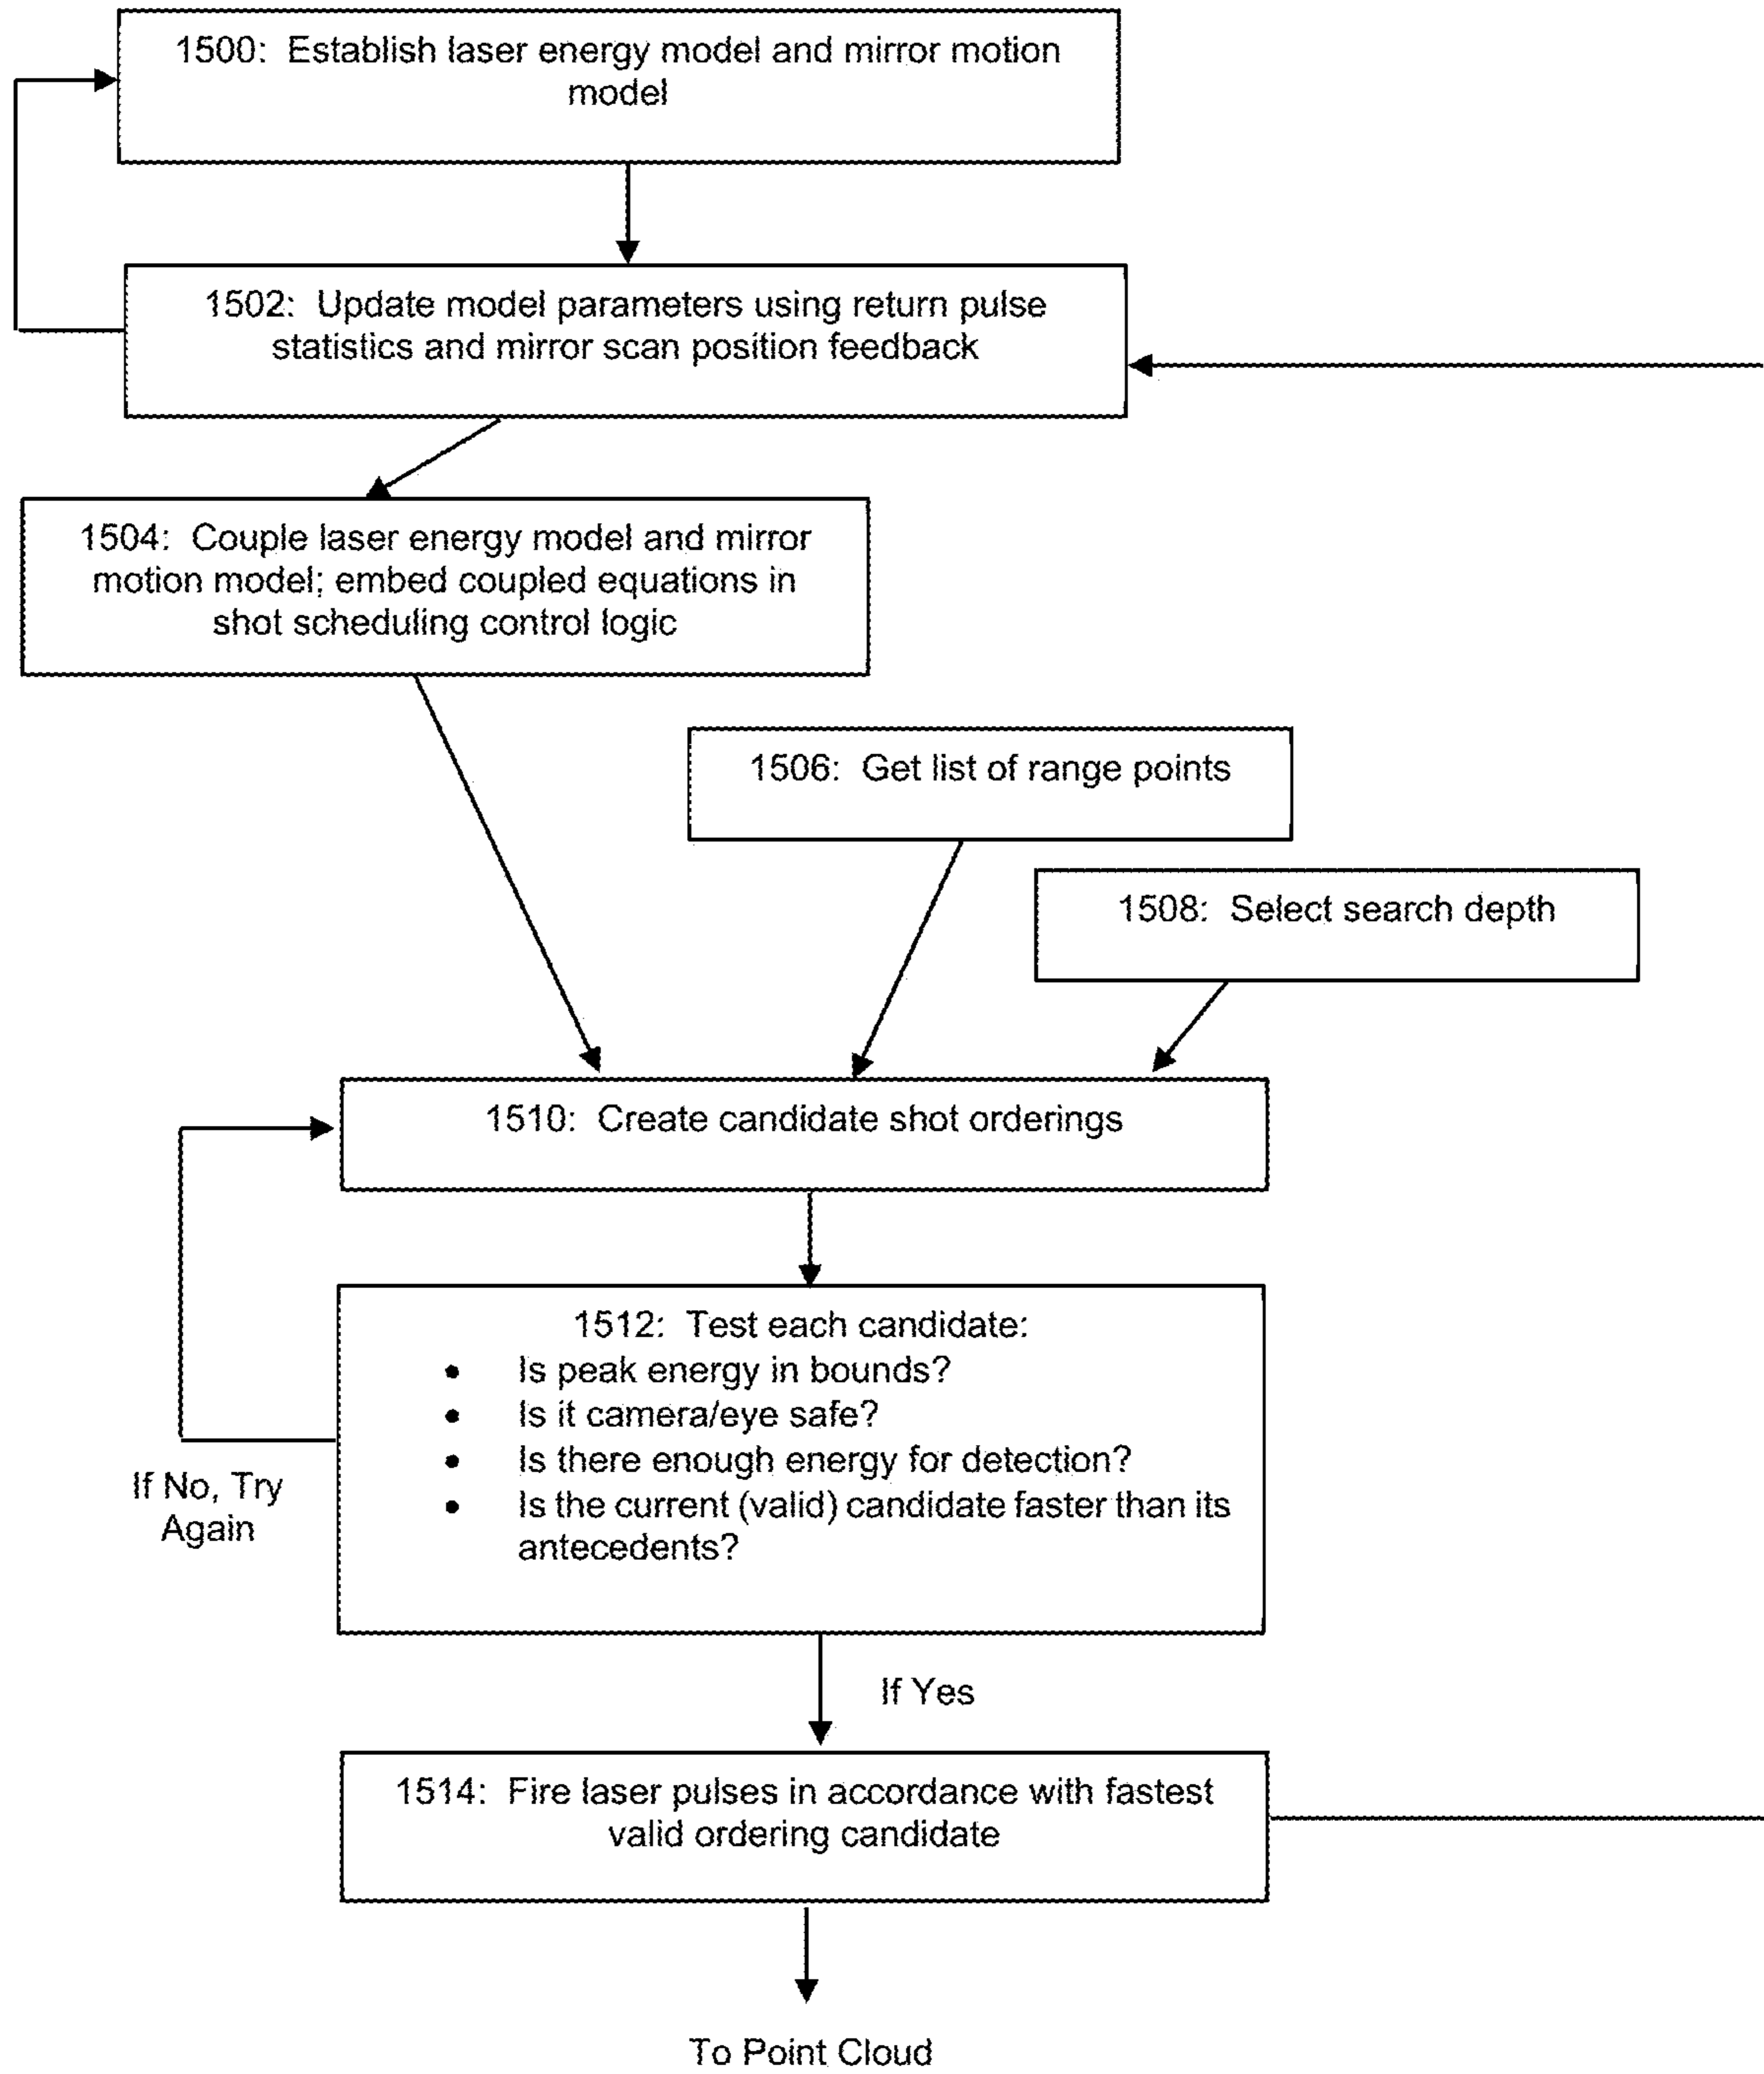 1500: Establish laser energy model and mirror motion
model
1502: Update model parameters using return pulse
statistics and mirror scan position feedback
1504: Couple laser energy model and mirror
motion model; embed coupled equations in
shot scheduling control logic
1506: Get list of range points
1508: Select search depth
1510: Create candidate shot orderings
1512: Test each candidate:
• Is peak energy in bounds?
• Is it camera/eye safe?
• Is there enough energy for detection?
• Is the current (valid) candidate faster than its
antecedents?
If No, Try
Again
If Yes
1514: Fire laser pulses in accordance with fastest
valid ordering candidate
To Point Cloud